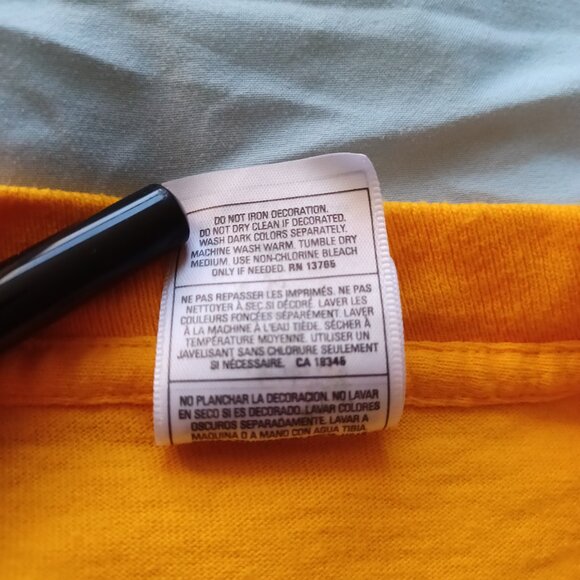 DO NOT IRON DECORATION.
DO NOT DRY CLEAN IF DECORATED.
WASH DARK COLORS SEPARATELY.
MACHINE WASH WARM. TUMBLE DRY
MEDIUM. USE NON-CHLORINE BLEACH
ONLY IF NEEDED. RN 13765
NE PAS REPASSER LES IMPRIMÉS. NE PAS
NETTOYER À SEC SI DÉCORÉ. LAVER LES
COULEURS FONCÉES SÉPARÉMENT. LAVER
À LA MACHINE À L'EAU TIÈDE. SÉCHER À
TEMPÉRATURE MOYENNE. UTILISER UN
JAVELISANT SANS CHLORURE SEULEMENT
SI NÉCESSAIRE. CA 18346
NO PLANCHAR LA DECORACION. NO LAVAR
EN SECO SI ES DECORADO. LAVAR COLORES
OSCUROS SEPARADAMENTE. LAVAR A
MAQUINA O A MANO CON AGUA TIBIA